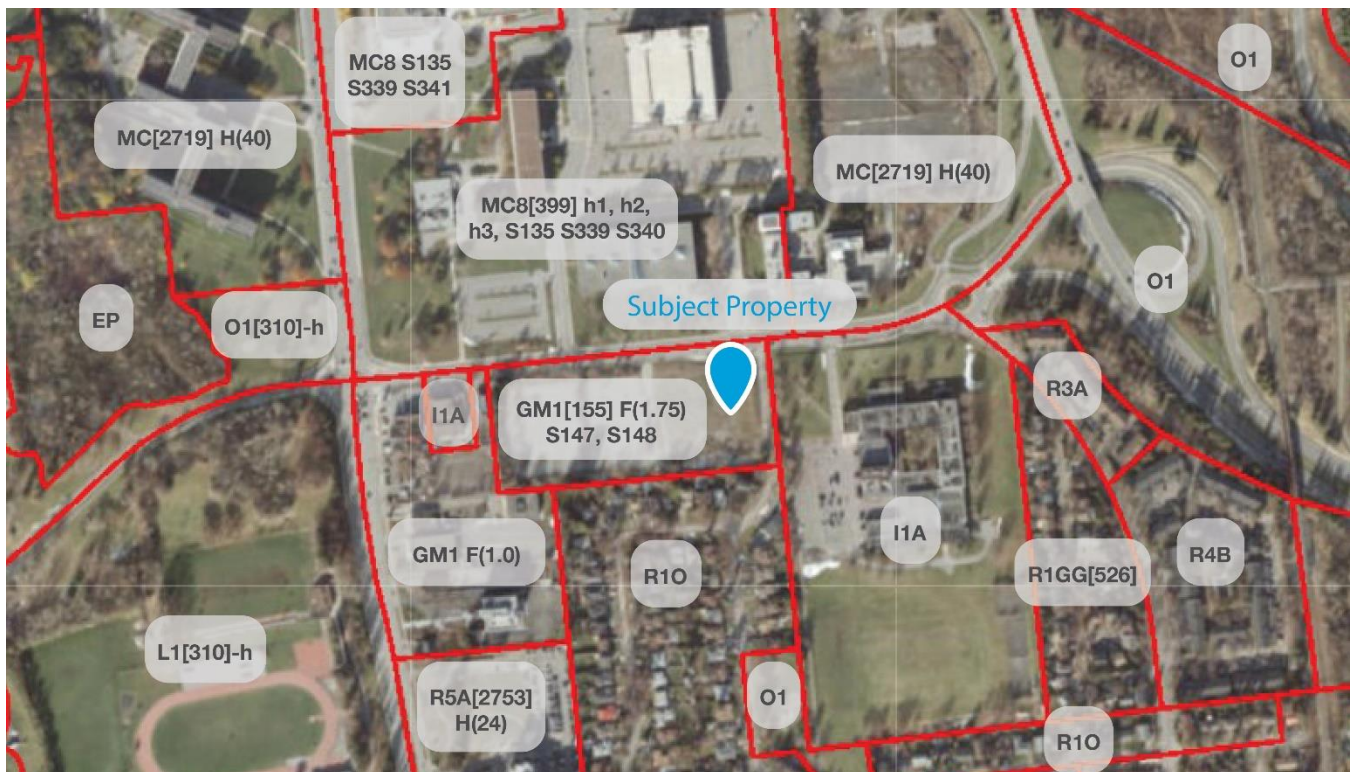 O1
MC8 S135
S339 S341
MC[2719] H(40)
MC[2719] H(40)
MC8[399] h1, h2,
h3, S135 S339 S340
O1
Subject Property
EP
O1[310]-h
R3A
I1A
GM1[155] F(1.75)
S147, S148
I1A
GM1 F(1.0)
R1O
R1GG[526]
R4B
L1[310]-h
R5A[2753]
H(24)
O1
R1O